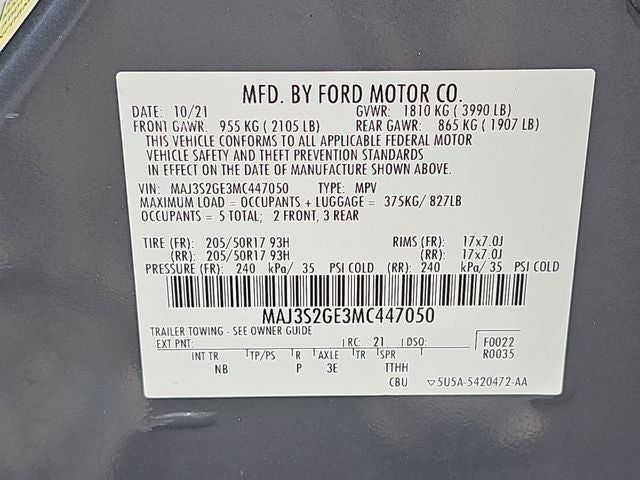 MFD. BY FORD MOTOR CO.
DATE: 10/21 GVWR: 1810 KG ( 3990 LB)
FRONT GAWR: 955 KG ( 2105 LB) REAR GAWR: 865 KG ( 1907 LB)
THIS VEHICLE CONFORMS TO ALL APPLICABLE FEDERAL MOTOR
VEHICLE SAFETY AND THEFT PREVENTION STANDARDS
IN EFFECT ON THE DATE OF MANUFACTURE SHOWN ABOVE.
VIN: MAJ3S2GE3MC447050 TYPE: MPV
MAXIMUM LOAD = OCCUPANTS + LUGGAGE = 375KG/ 827LB
OCCUPANTS = 5 TOTAL; 2 FRONT, 3 REAR
TIRE (FR): 205/50R17 93H RIMS (FR): 17x7.0J
(RR): 205/50R17 93H (RR): 17x7.0J
PRESSURE (FR): 240 kPa/ 35 PSI COLD (RR): 240 kPa/ 35 PSI COLD
MAJ3S2GE3MC447050
TRAILER TOWING - SEE OWNER GUIDE
EXT PNT: RC: 21 DSO: F0022
INT TR TP/PS R AXLE TR SPR R0035
NB P 3E TTHH
CBU ▽5U5A-5420472-AA